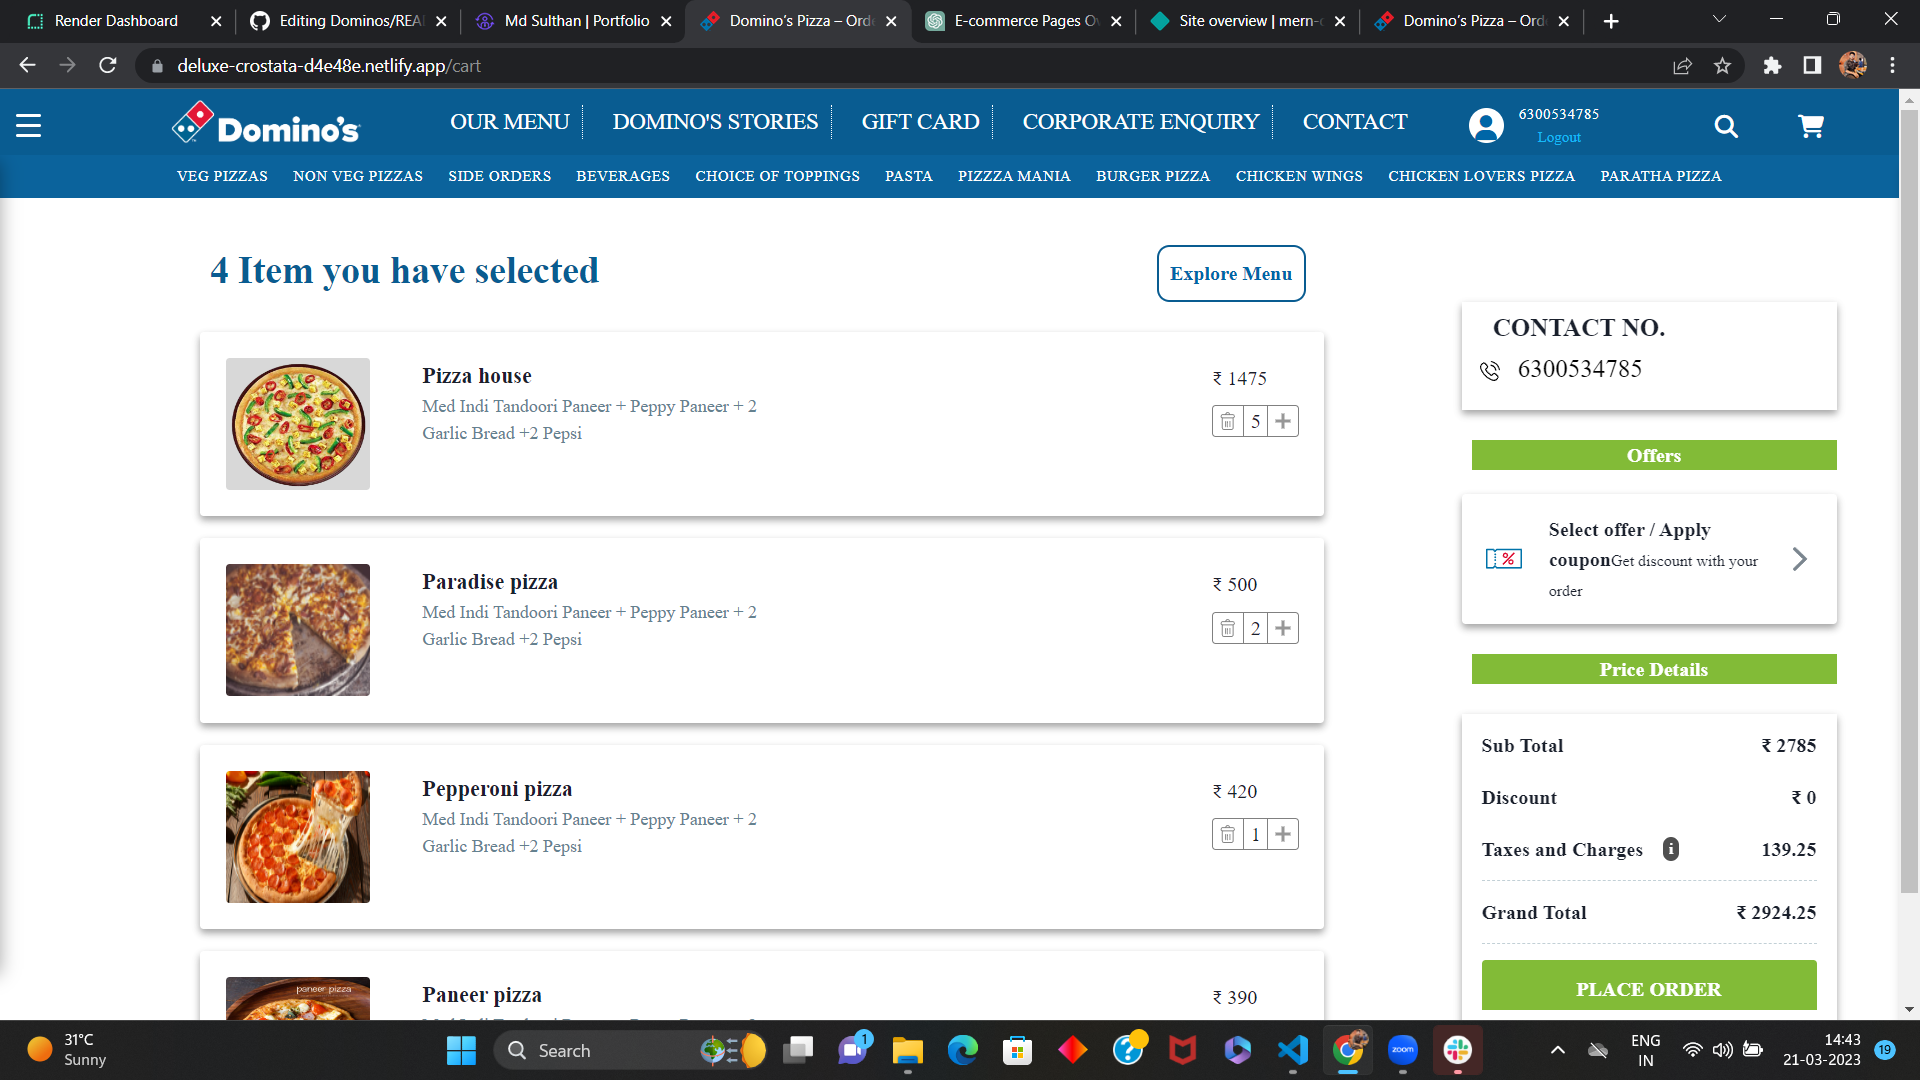 Render Dashboard
Editing Dominos/REA
Md Sulthan | Portfolio
Domino's Pizza – Orde
E-commerce Pages O
Site overview | mern-
Domino's Pizza – Orde
deluxe-crostata-d4e48e.netlify.app/cart
Domino's
OUR MENU
DOMINO'S STORIES
GIFT CARD
CORPORATE ENQUIRY
CONTACT
6300534785
Logout
VEG PIZZAS
NON VEG PIZZAS
SIDE ORDERS
BEVERAGES
CHOICE OF TOPPINGS
PASTA
PIZZZA MANIA
BURGER PIZZA
CHICKEN WINGS
CHICKEN LOVERS PIZZA
PARATHA PIZZA
4 Item you have selected
Explore Menu
Pizza house
Med Indi Tandoori Paneer + Peppy Paneer + 2
Garlic Bread +2 Pepsi
₹ 1475
5
Paradise pizza
Med Indi Tandoori Paneer + Peppy Paneer + 2
Garlic Bread +2 Pepsi
₹ 500
2
Pepperoni pizza
Med Indi Tandoori Paneer + Peppy Paneer + 2
Garlic Bread +2 Pepsi
₹ 420
1
paneer pizza
Paneer pizza
₹ 390
CONTACT NO.
6300534785
Offers
Select offer / Apply
couponGet discount with your
order
Price Details
Sub Total ₹ 2785
Discount ₹ 0
Taxes and Charges i 139.25
Grand Total ₹ 2924.25
PLACE ORDER
31°C
Sunny
Search
1
zoom
ENG
IN
14:43
21-03-2023
19